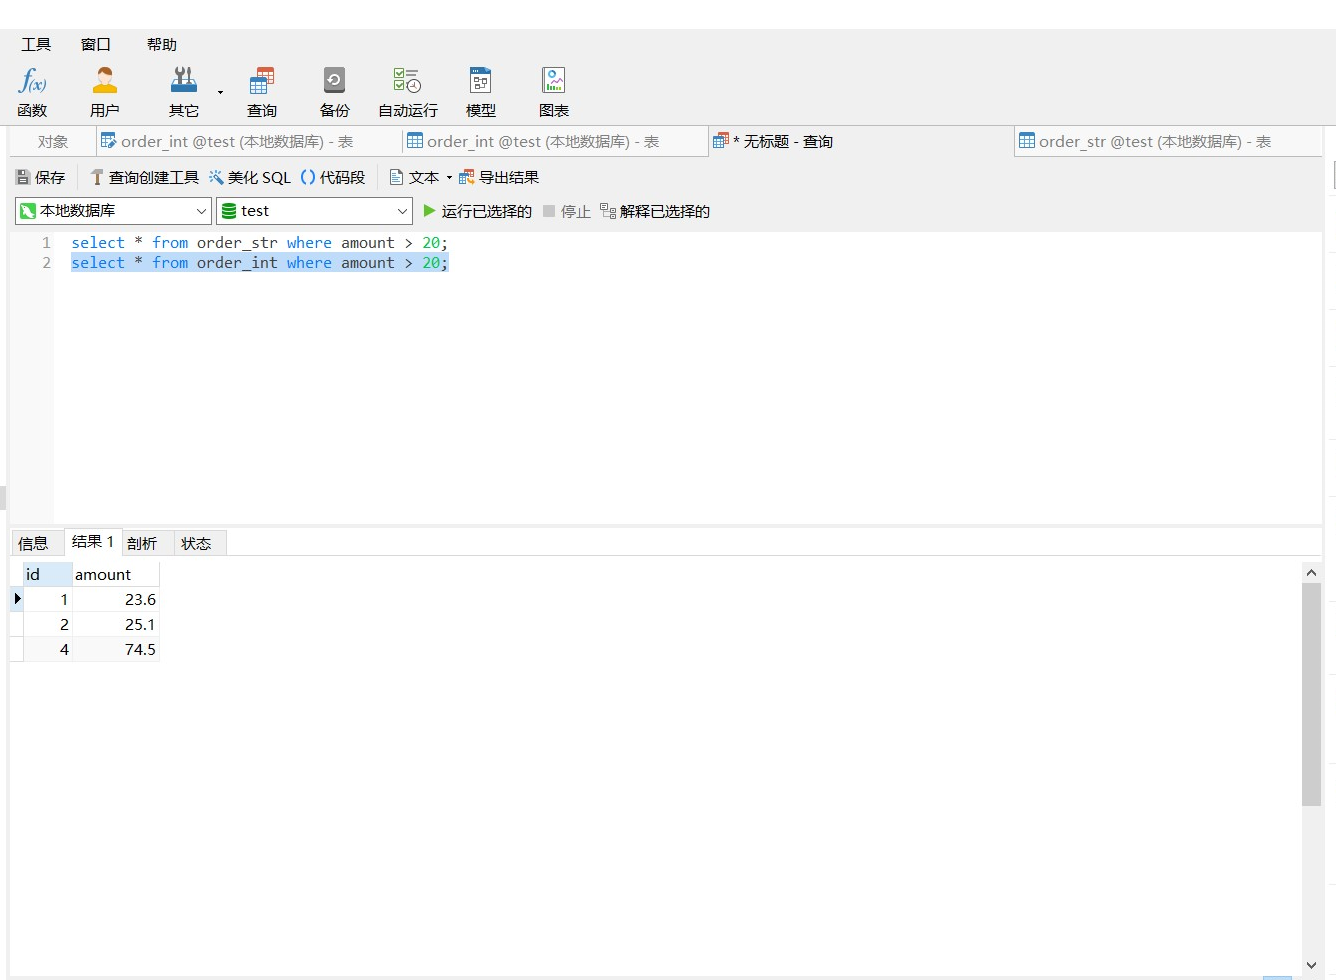 工具 窗口 帮助
f(x)
函数 用户 其它 查询 备份 自动运行 模型 图表
对象 order_int @test (本地数据库) - 表 order_int @test (本地数据库) - 表 * 无标题 - 查询 order_str @test (本地数据库) - 表
保存 查询创建工具 美化 SQL () 代码段 文本 导出结果
本地数据库 test 运行已选择的 停止 解释已选择的
1 select * from order_str where amount > 20;
2 select * from order_int where amount > 20;
信息 结果 1 剖析 状态
id amount
1 23.6
2 25.1
4 74.5